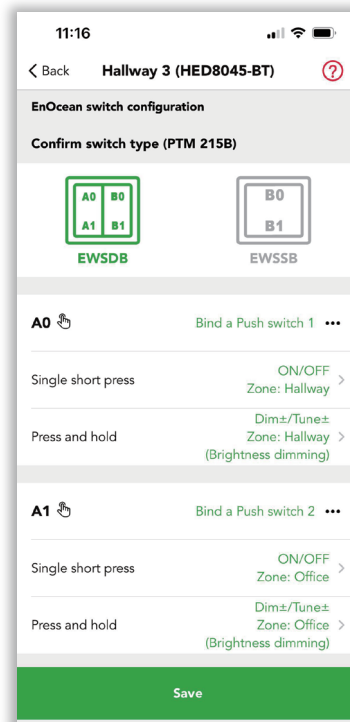 11:16
Back Hallway 3 (HED8045-BT) ?
EnOcean switch configuration
Confirm switch type (PTM 215B)
A0 B0 B0
A1 B1 B1
EWSDB EWSSB
A0 Bind a Push switch 1 •••
Single short press ON/OFF
Zone: Hallway
Press and hold Dim±/Tune±
Zone: Hallway
(Brightness dimming)
A1 Bind a Push switch 2 •••
Single short press ON/OFF
Zone: Office
Press and hold Dim±/Tune±
Zone: Office
(Brightness dimming)
Save